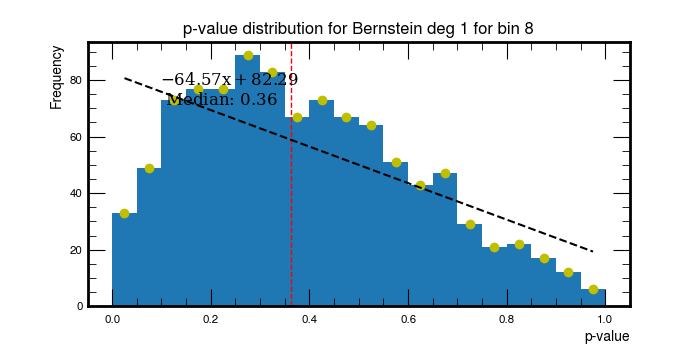 p-value distribution for Bernstein deg 1 for bin 8
Frequency
80
60
40
20
0
−64.57x + 82.29
Median: 0.36
0.0 0.2 0.4 0.6 0.8 1.0
p-value